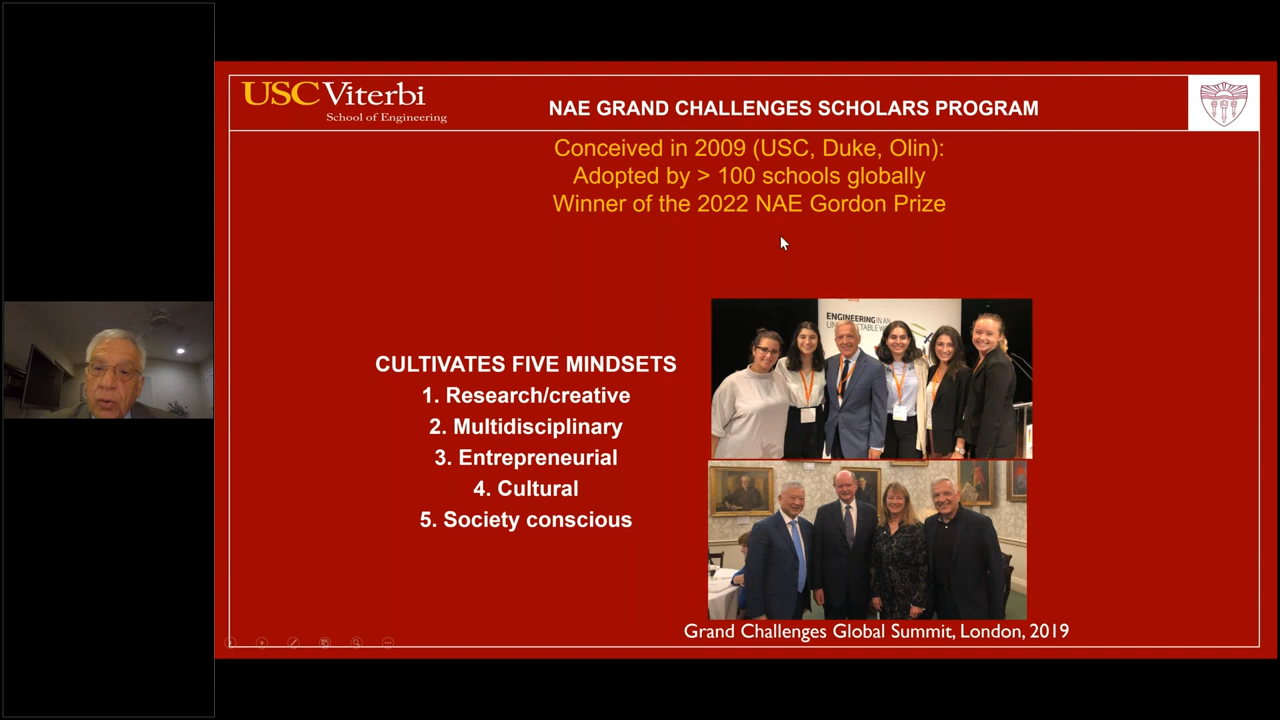 USC Viterbi
School of Engineering
NAE GRAND CHALLENGES SCHOLARS PROGRAM
Conceived in 2009 (USC, Duke, Olin):
Adopted by > 100 schools globally
Winner of the 2022 NAE Gordon Prize
CULTIVATES FIVE MINDSETS
1. Research/creative
2. Multidisciplinary
3. Entrepreneurial
4. Cultural
5. Society conscious
ENGINEERING IN AN
Grand Challenges Global Summit, London, 2019